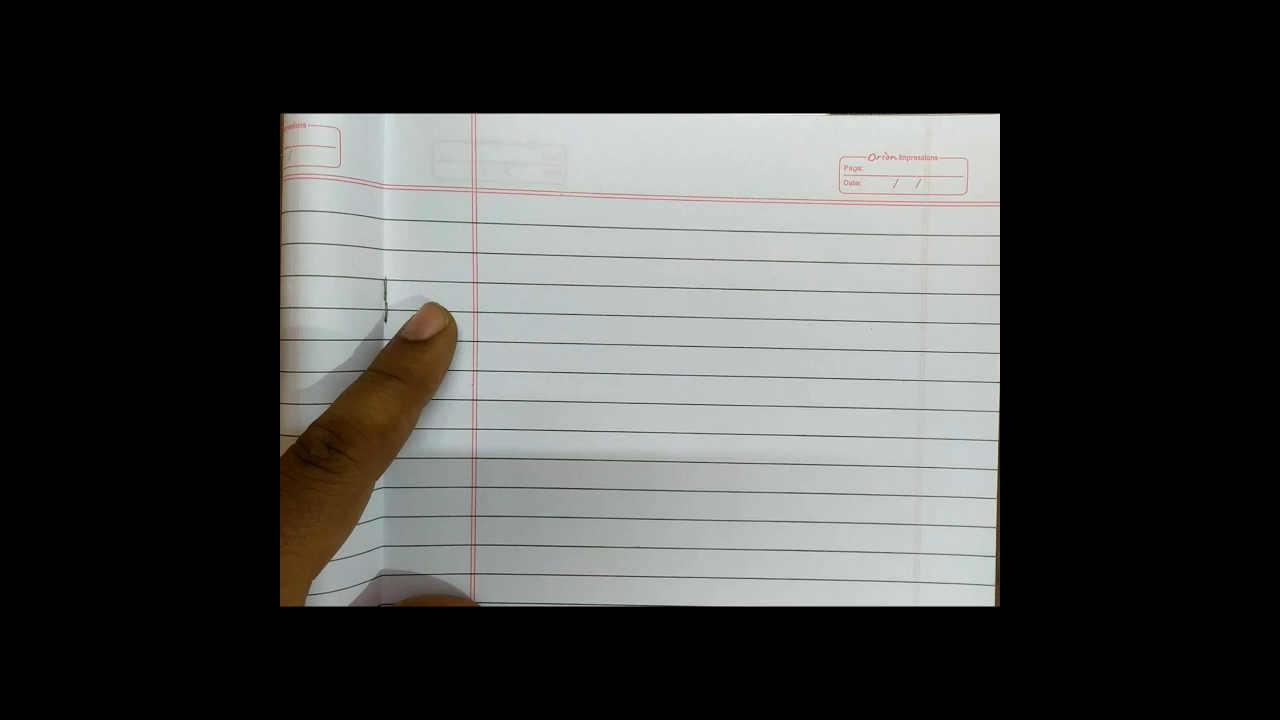 Orion Impressions
Page:
Date: / /